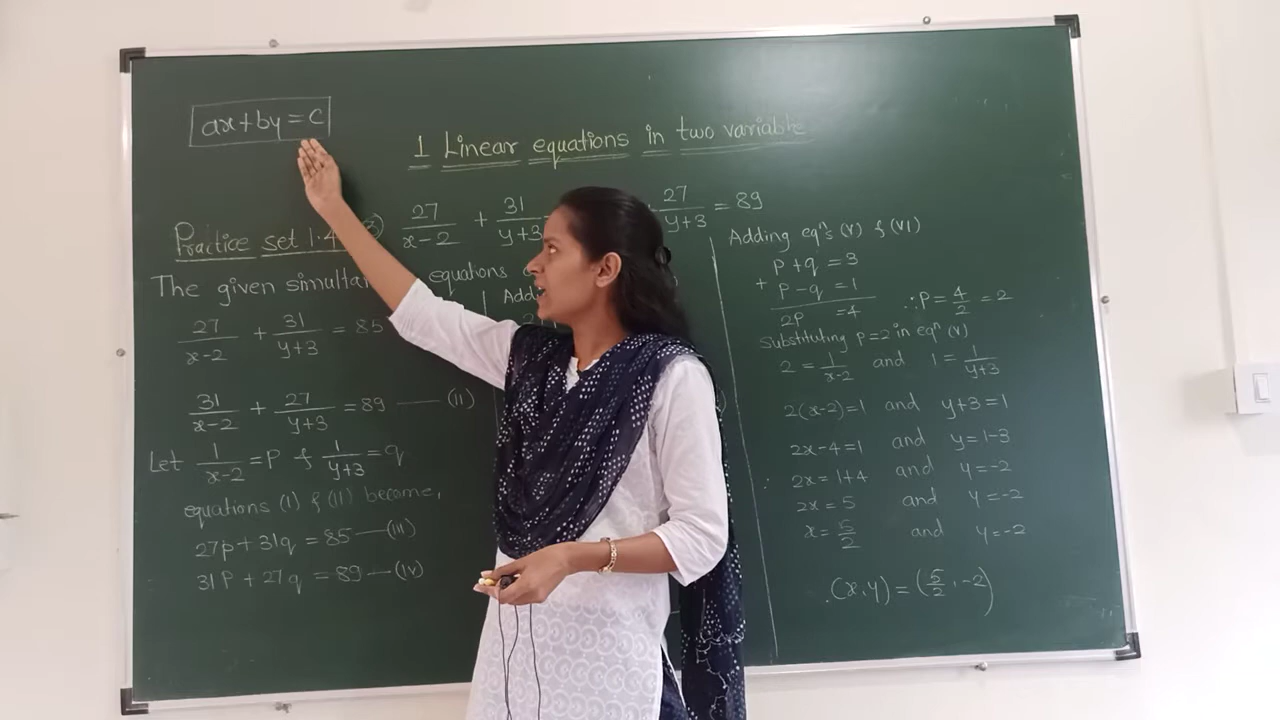 ax+by=c
1 Linear equations in two variable
Practice set 1.4
27/(x-2) + 31/(y+3) 27/(y+3) = 89
The given simultan equations
27/(x-2) + 31/(y+3) = 85
31/(x-2) + 27/(y+3) = 89 —— (II)
Let 1/(x-2) = P & 1/(y+3) = q
equations (I) & (II) become,
27p + 31q = 85 —(III)
31P + 27q = 89 —(IV)
Add
2P
Adding eqⁿs (V) & (VI)
P+q = 3
+ P-q = 1
2P = 4 ∴ P = 4/2 = 2
Substituting P=2 in eqⁿ (V)
2 = 1/(x-2) and 1 = 1/(y+3)
2(x-2)=1 and y+3=1
2x-4=1 and y=1-3
2x=1+4 and y=-2
2x=5 and y=-2
x=5/2 and y=-2
(x,y) = (5/2, -2)